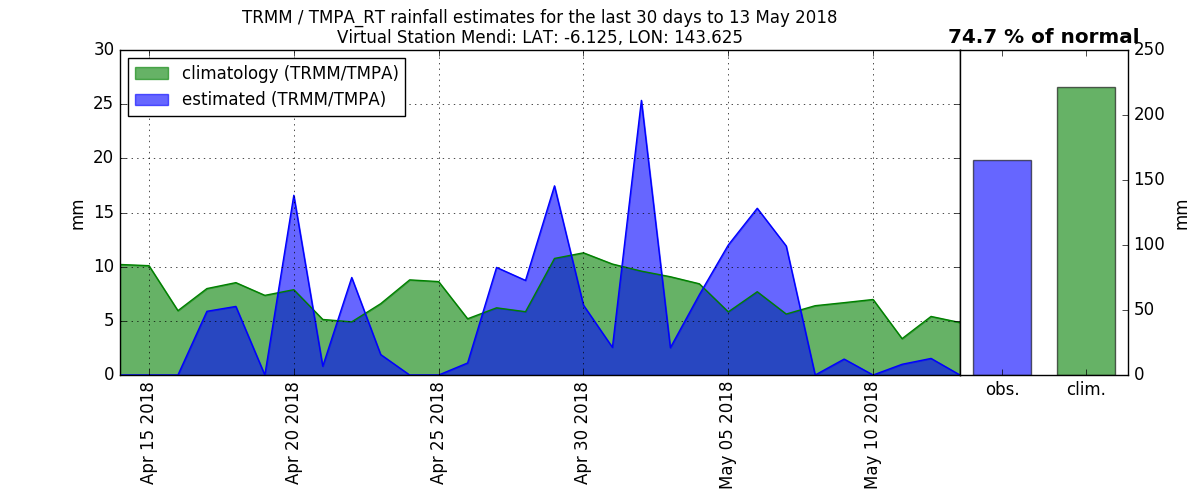 TRMM / TMPA_RT rainfall estimates for the last 30 days to 13 May 2018
Virtual Station Mendi: LAT: -6.125, LON: 143.625
74.7 % of normal
climatology (TRMM/TMPA)
estimated (TRMM/TMPA)
30
25
20
15
10
5
0
mm
Apr 15 2018
Apr 20 2018
Apr 25 2018
Apr 30 2018
May 05 2018
May 10 2018
250
200
150
100
50
0
mm
obs.
clim.